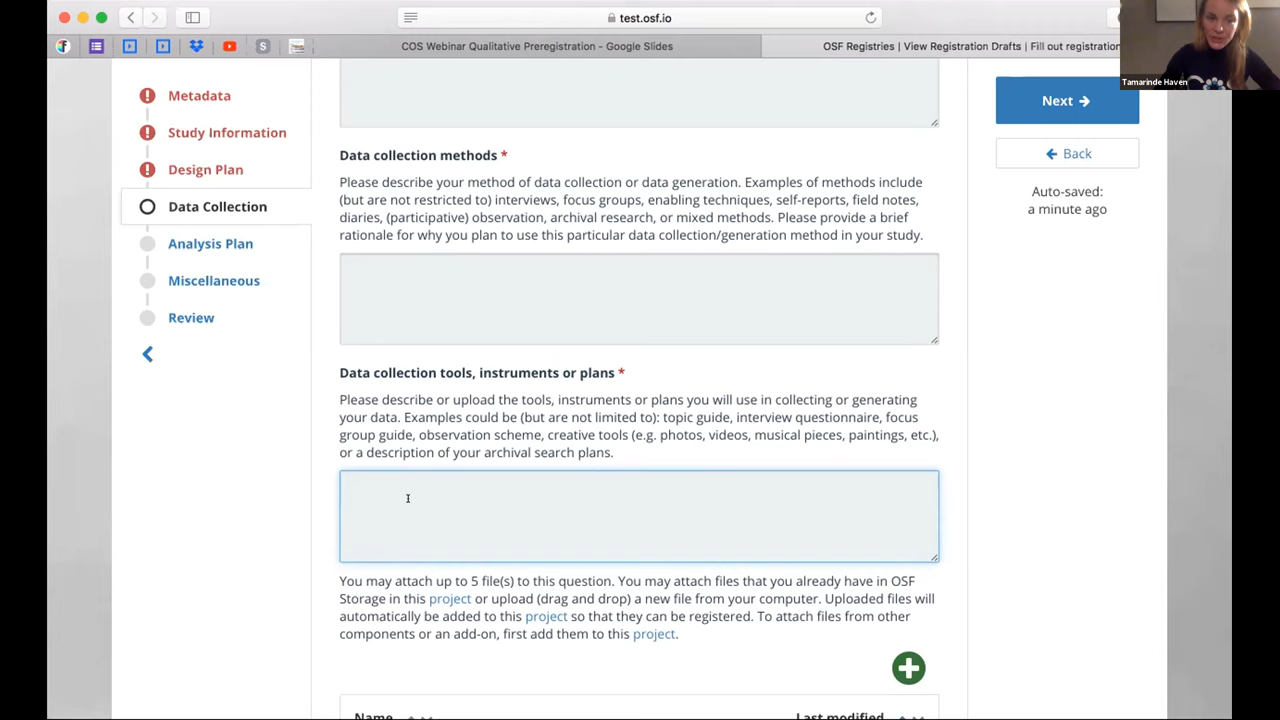 test.osf.io
COS Webinar Qualitative Preregistration - Google Slides
OSF Registries | View Registration Drafts | Fill out registration
Tamarinde Haven
Metadata
Study Information
Design Plan
Data Collection
Analysis Plan
Miscellaneous
Review
Data collection methods *
Please describe your method of data collection or data generation. Examples of methods include
(but are not restricted to) interviews, focus groups, enabling techniques, self-reports, field notes,
diaries, (participative) observation, archival research, or mixed methods. Please provide a brief
rationale for why you plan to use this particular data collection/generation method in your study.
Data collection tools, instruments or plans *
Please describe or upload the tools, instruments or plans you will use in collecting or generating
your data. Examples could be (but are not limited to): topic guide, interview questionnaire, focus
group guide, observation scheme, creative tools (e.g. photos, videos, musical pieces, paintings, etc.),
or a description of your archival search plans.
You may attach up to 5 file(s) to this question. You may attach files that you already have in OSF
Storage in this project or upload (drag and drop) a new file from your computer. Uploaded files will
automatically be added to this project so that they can be registered. To attach files from other
components or an add-on, first add them to this project.
Name
Last modified
Next
Back
Auto-saved:
a minute ago